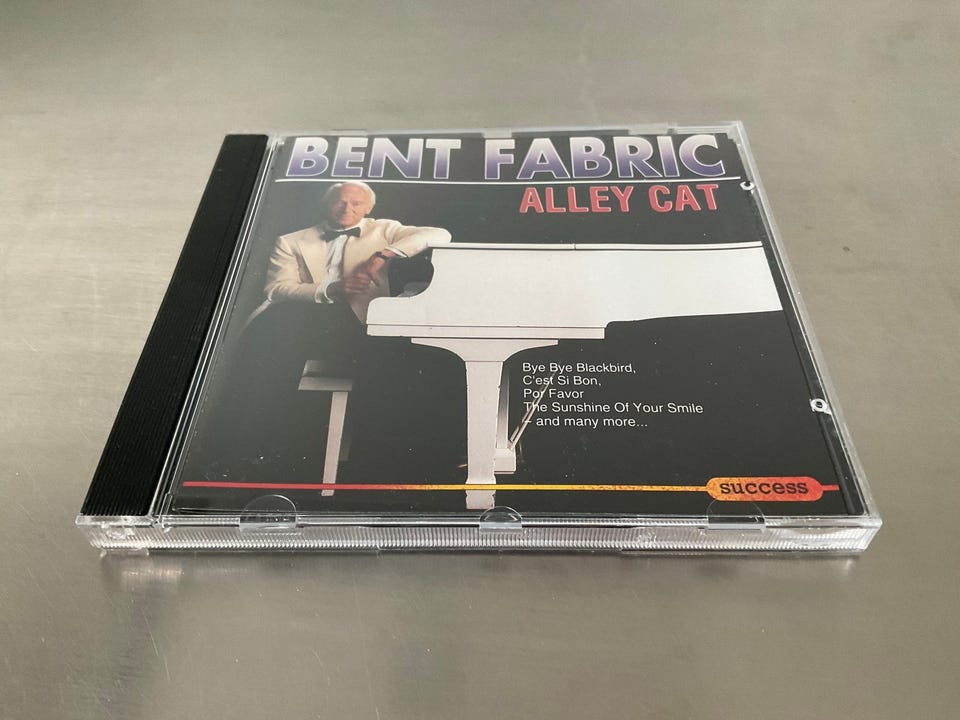 BENT FABRIC
ALLEY CAT
Bye Bye Blackbird,
C'est Si Bon,
Por Favor
The Sunshine Of Your Smile
– and many more...
success